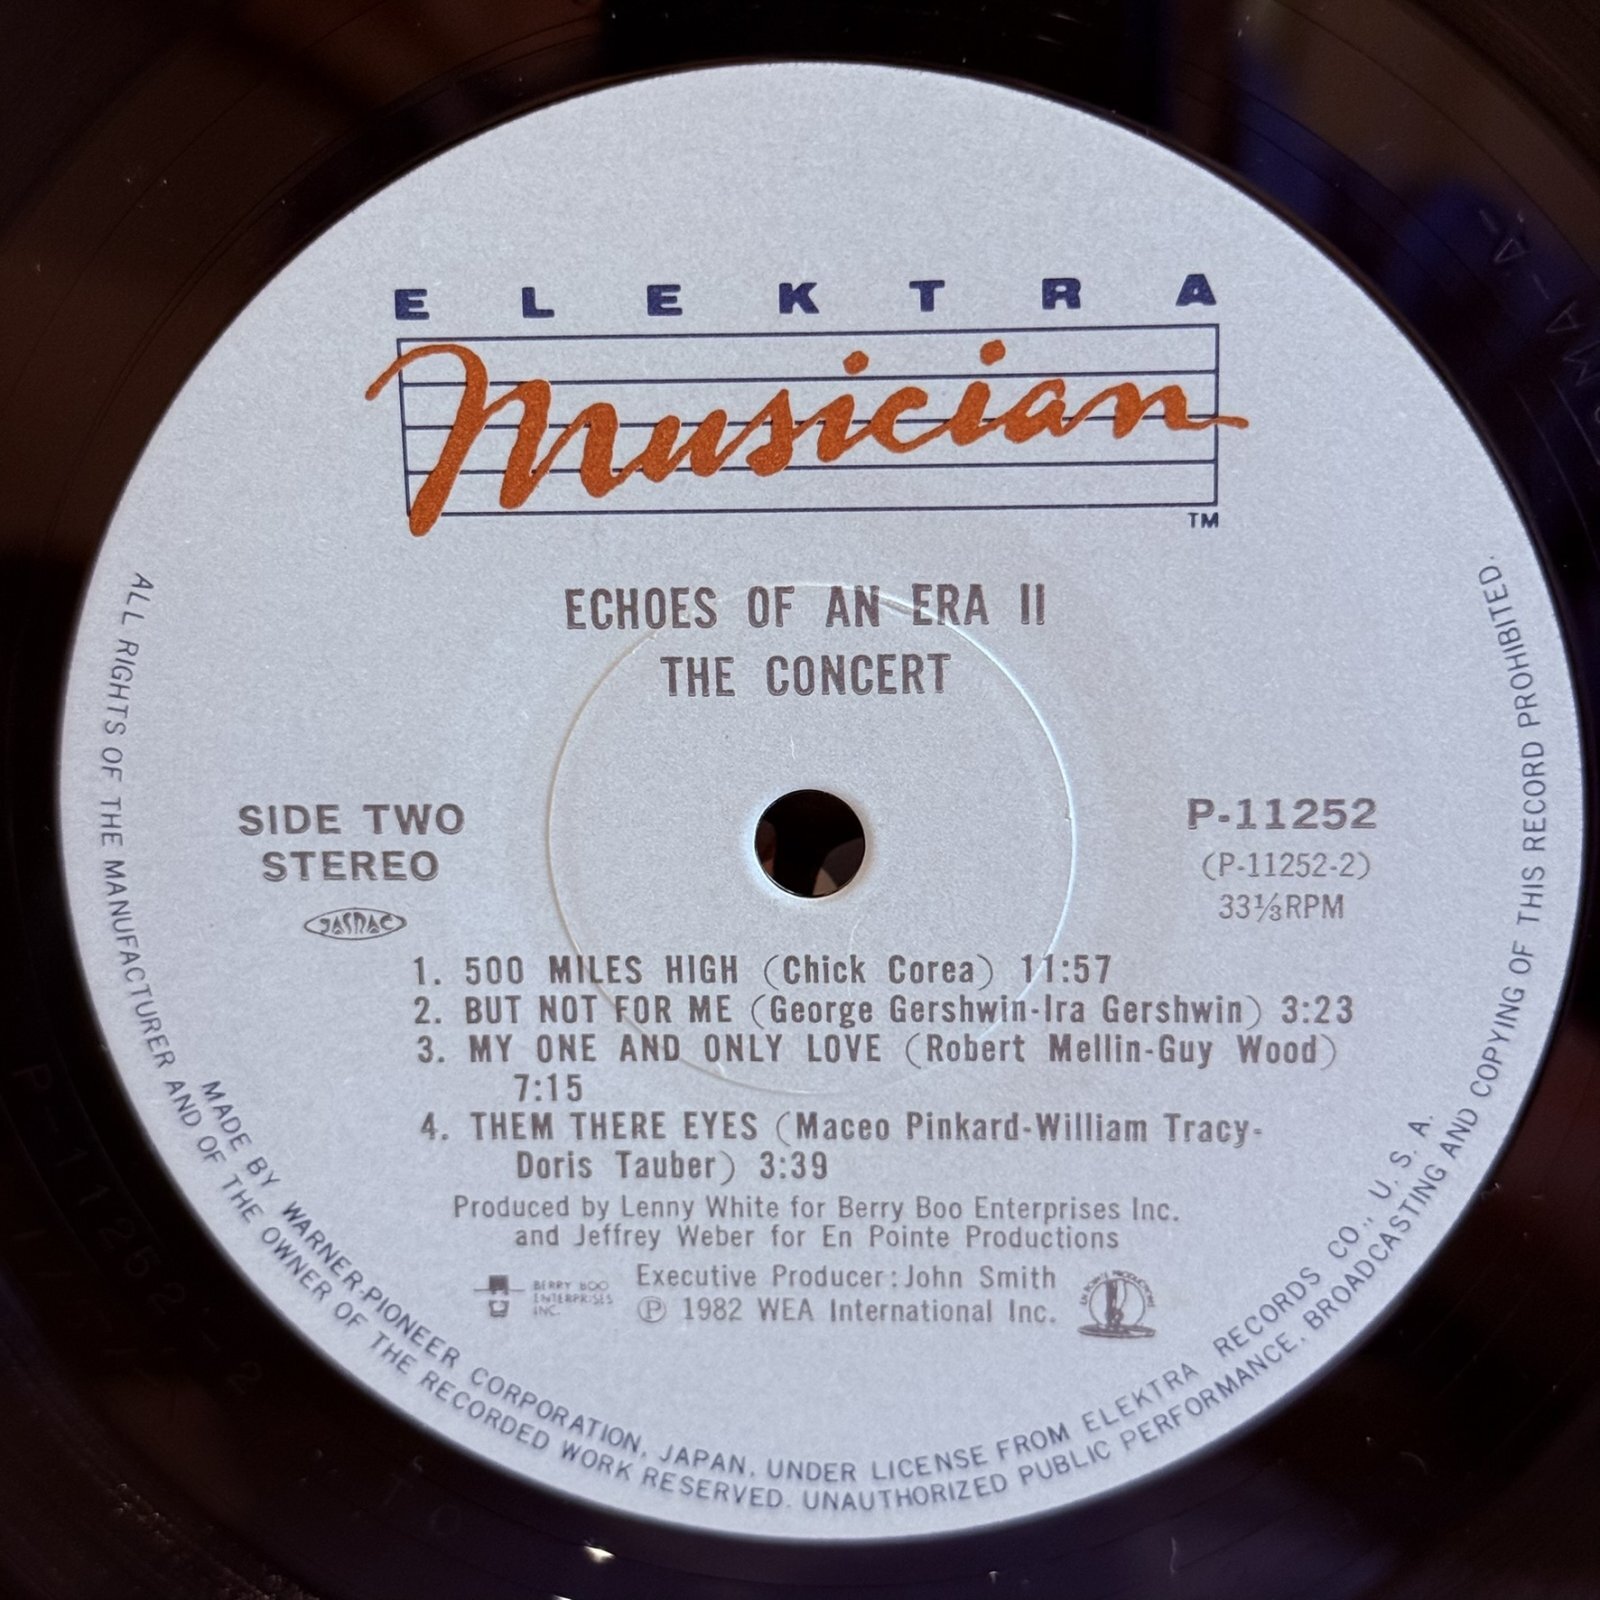 ELEKTRA
Musician
TM
ECHOES OF AN ERA II
THE CONCERT
SIDE TWO
STEREO
JASRAC
P-11252
(P-11252-2)
33⅓RPM
1. 500 MILES HIGH (Chick Corea) 11:57
2. BUT NOT FOR ME (George Gershwin-Ira Gershwin) 3:23
3. MY ONE AND ONLY LOVE (Robert Mellin-Guy Wood)
7:15
4. THEM THERE EYES (Maceo Pinkard-William Tracy-
Doris Tauber) 3:39
Produced by Lenny White for Berry Boo Enterprises Inc.
and Jeffrey Weber for En Pointe Productions
BERRY BOO
ENTERPRISES
INC.
Executive Producer: John Smith
℗ 1982 WEA International Inc.
EN POINTE PRODUCTIONS
MADE BY WARNER-PIONEER CORPORATION, JAPAN, UNDER LICENSE FROM ELEKTRA RECORDS CO., U. S. A.
ALL RIGHTS OF THE MANUFACTURER AND OF THE OWNER OF THE RECORDED WORK RESERVED. UNAUTHORIZED PUBLIC PERFORMANCE, BROADCASTING AND COPYING OF THIS RECORD PROHIBITED.
P-11252-2